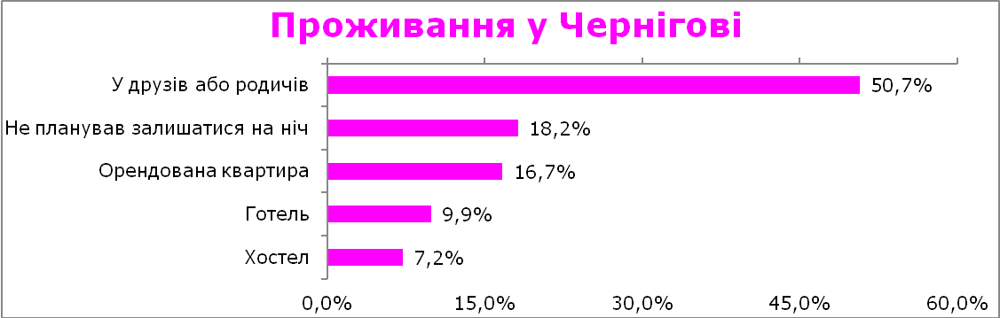 Проживання у Чернігові
У друзів або родичів
50,7%
Не планував залишатися на ніч
18,2%
Орендована квартира
16,7%
Готель
9,9%
Хостел
7,2%
0,0% 15,0% 30,0% 45,0% 60,0%